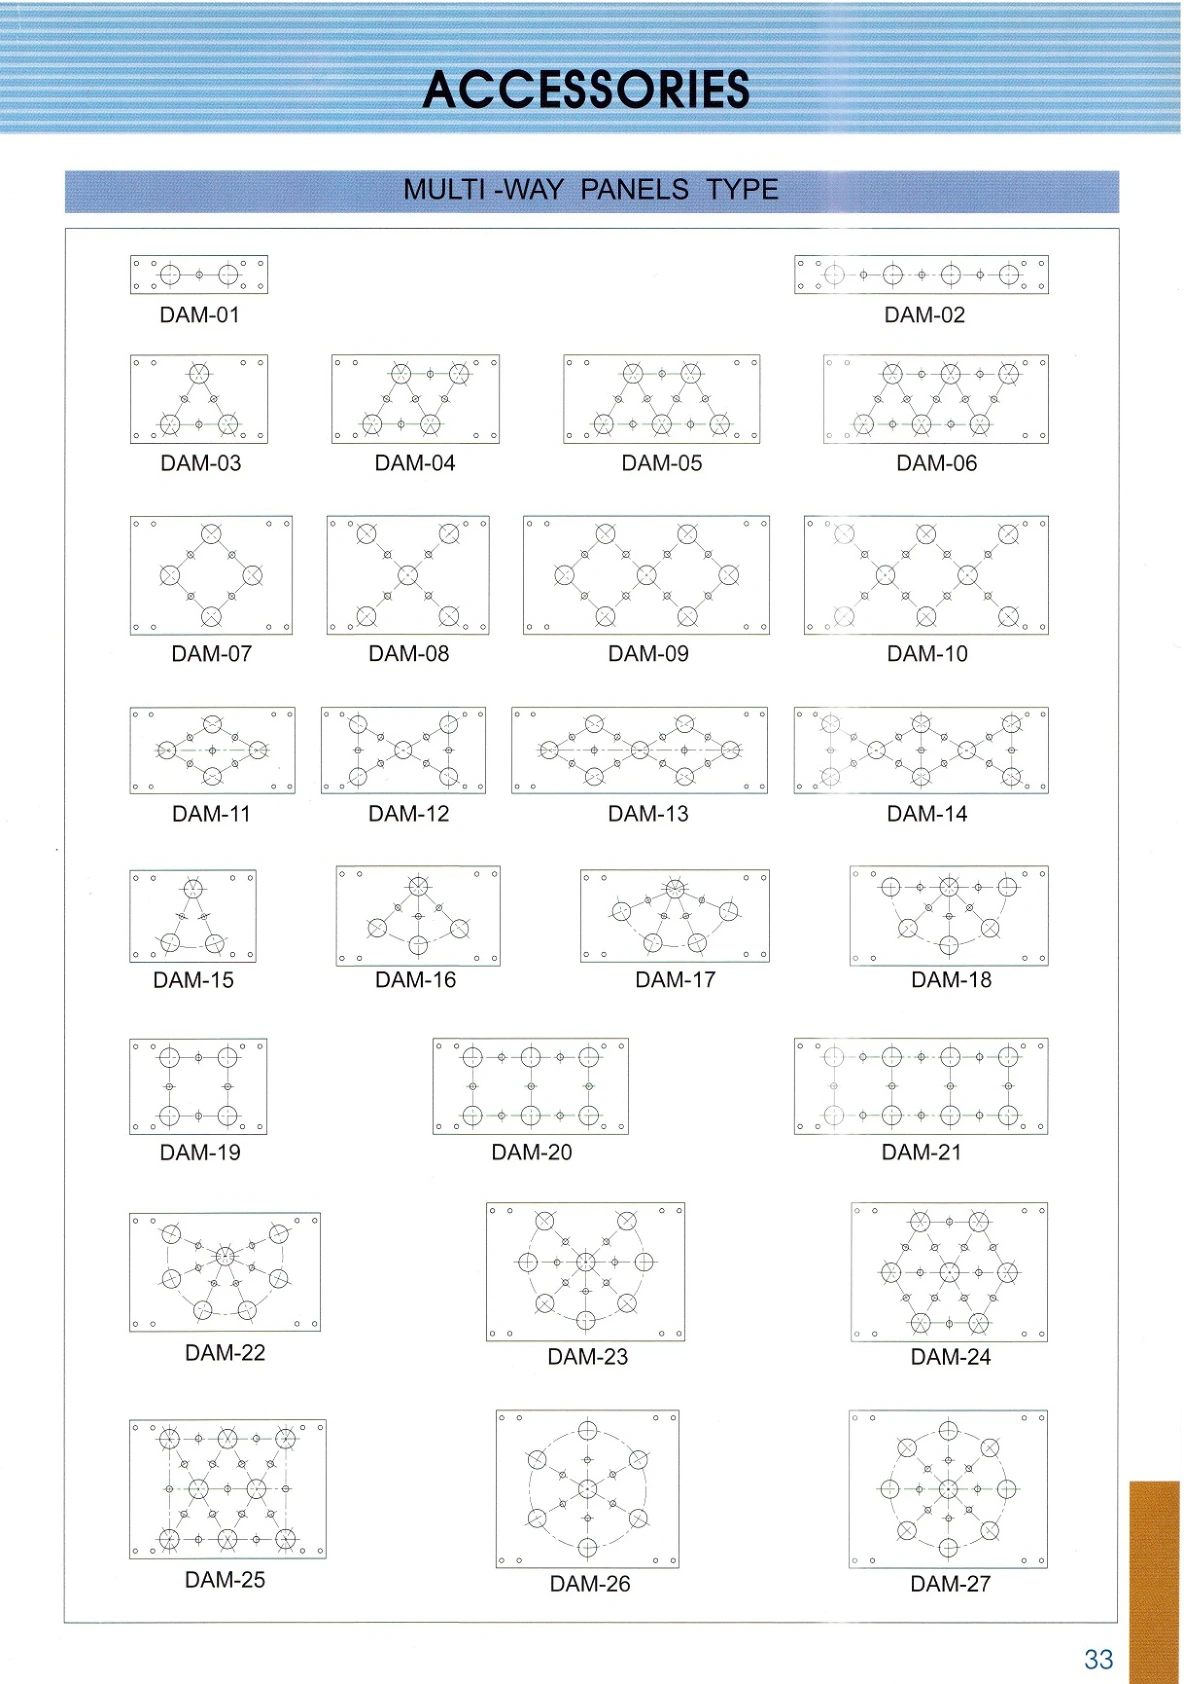 ACCESSORIES
MULTI -WAY PANELS TYPE
DAM-01 DAM-02
DAM-03 DAM-04 DAM-05 DAM-06
DAM-07 DAM-08 DAM-09 DAM-10
DAM-11 DAM-12 DAM-13 DAM-14
DAM-15 DAM-16 DAM-17 DAM-18
DAM-19 DAM-20 DAM-21
DAM-22 DAM-23 DAM-24
DAM-25 DAM-26 DAM-27
33